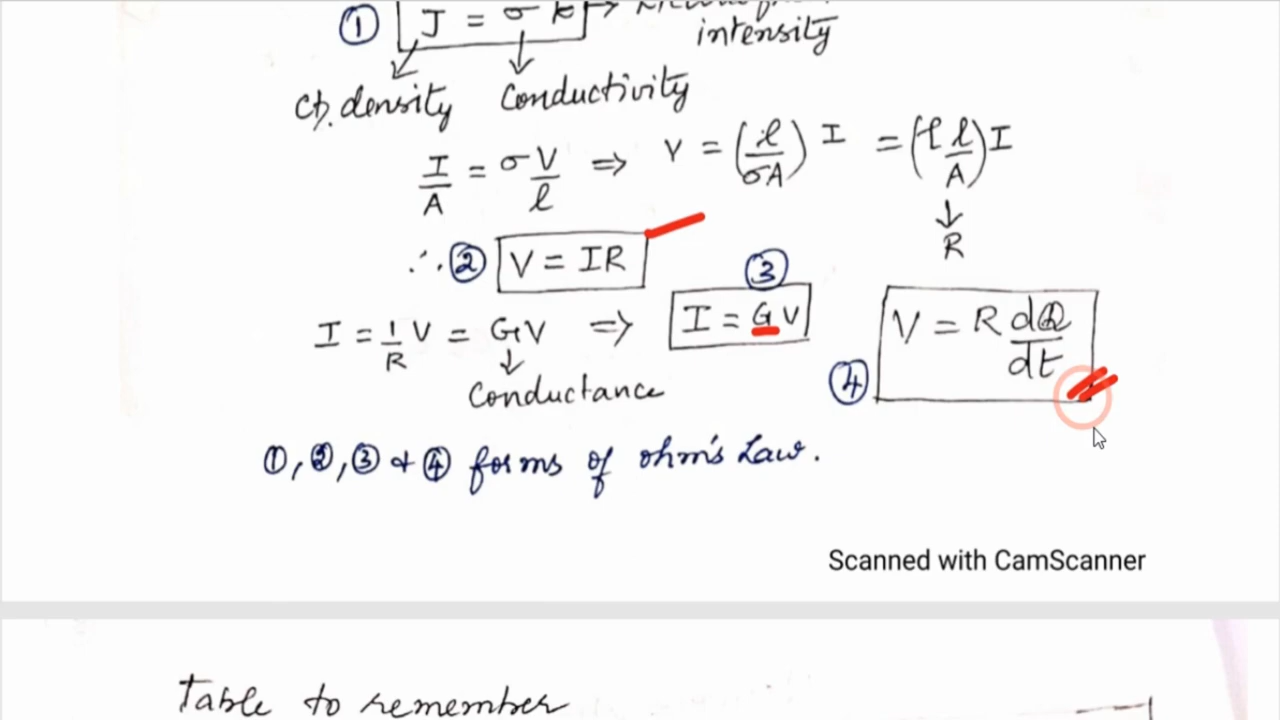 ① J = σ E →
intensity
Ct. density Conductivity
I/A = σ V/l ⇒ V = (l/σA) I = (ρ l/A) I
↓
R
∴ ② V = IR
③
I = 1/R V = GV ⇒ I = GV
V = R dQ/dt
↓
④
Conductance
①, ②, ③ & ④ forms of ohm's Law.
Scanned with CamScanner
Table to remember